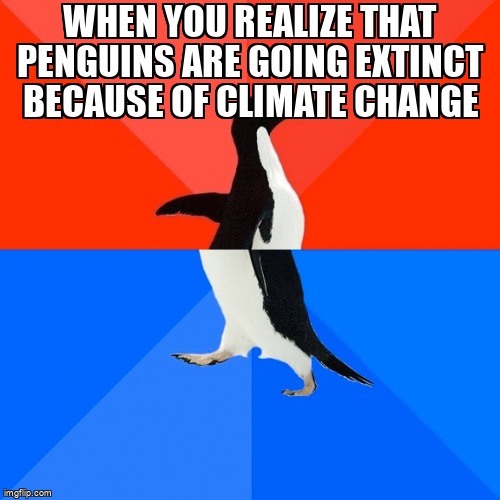 WHEN YOU REALIZE THAT
PENGUINS ARE GOING EXTINCT
BECAUSE OF CLIMATE CHANGE
imgflip.com